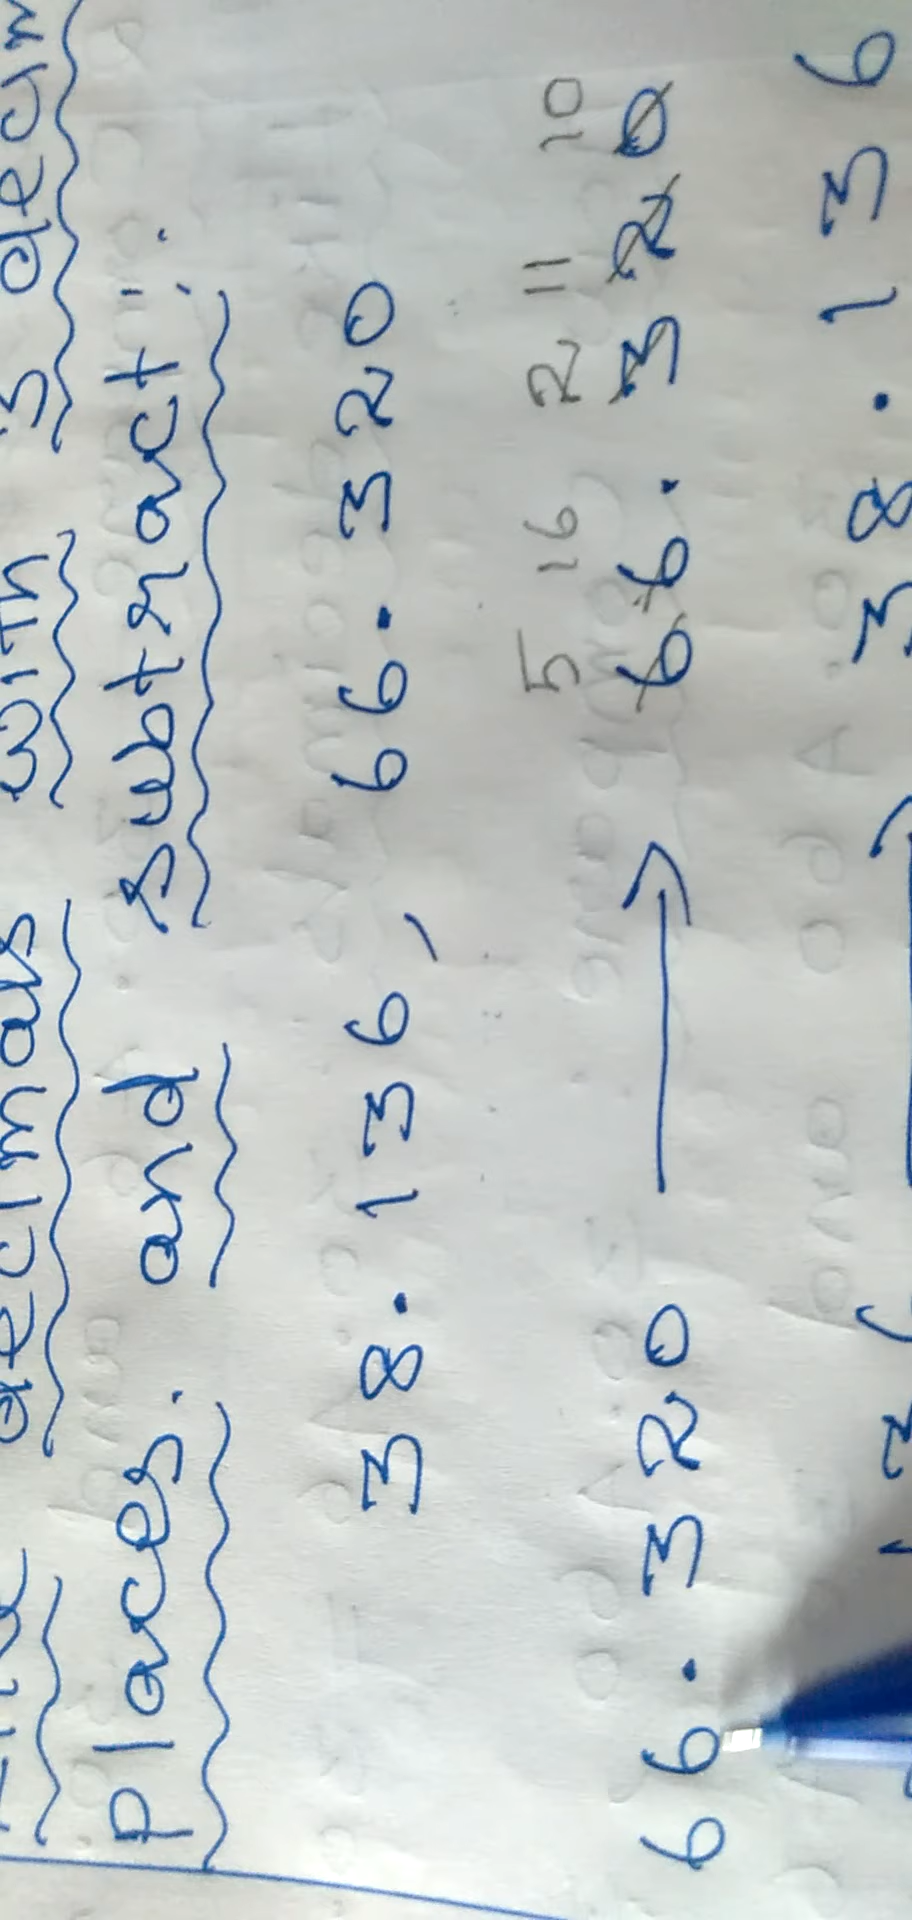 decimals with 3
places. and subtract":
38.136, 66.320
5 16 2 11 10
66.320 → 66.320
38.136